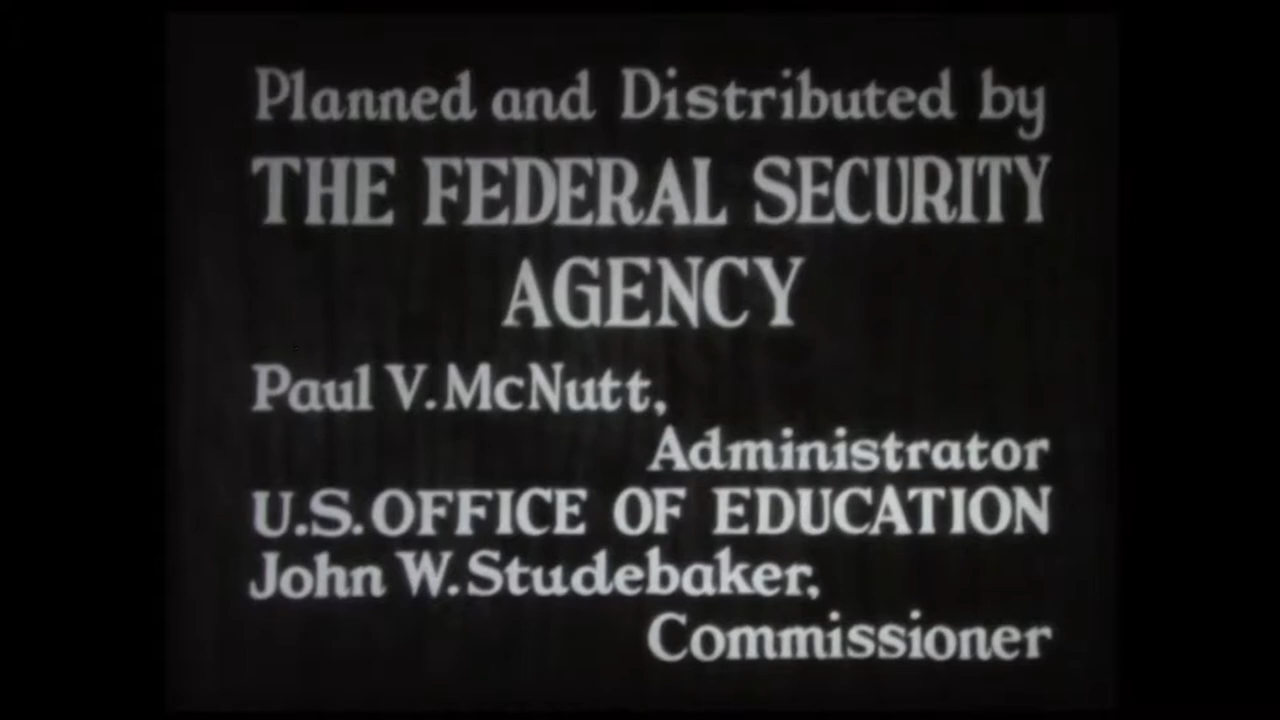 Planned and Distributed by
THE FEDERAL SECURITY
AGENCY
Paul V. McNutt,
Administrator
U.S. OFFICE OF EDUCATION
John W. Studebaker,
Commissioner